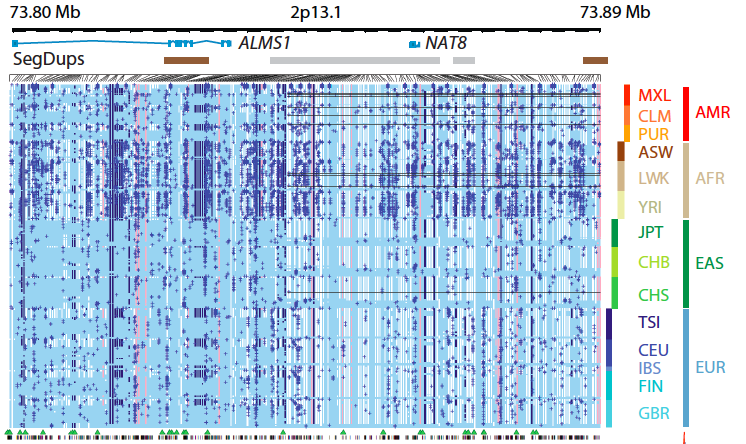 73.80 Mb 2p13.1 73.89 Mb
ALMS1 NAT8
SegDups
MXL
CLM
PUR
AMR
ASW
LWK
YRI
AFR
JPT
CHB
CHS
EAS
TSI
CEU
IBS
FIN
GBR
EUR